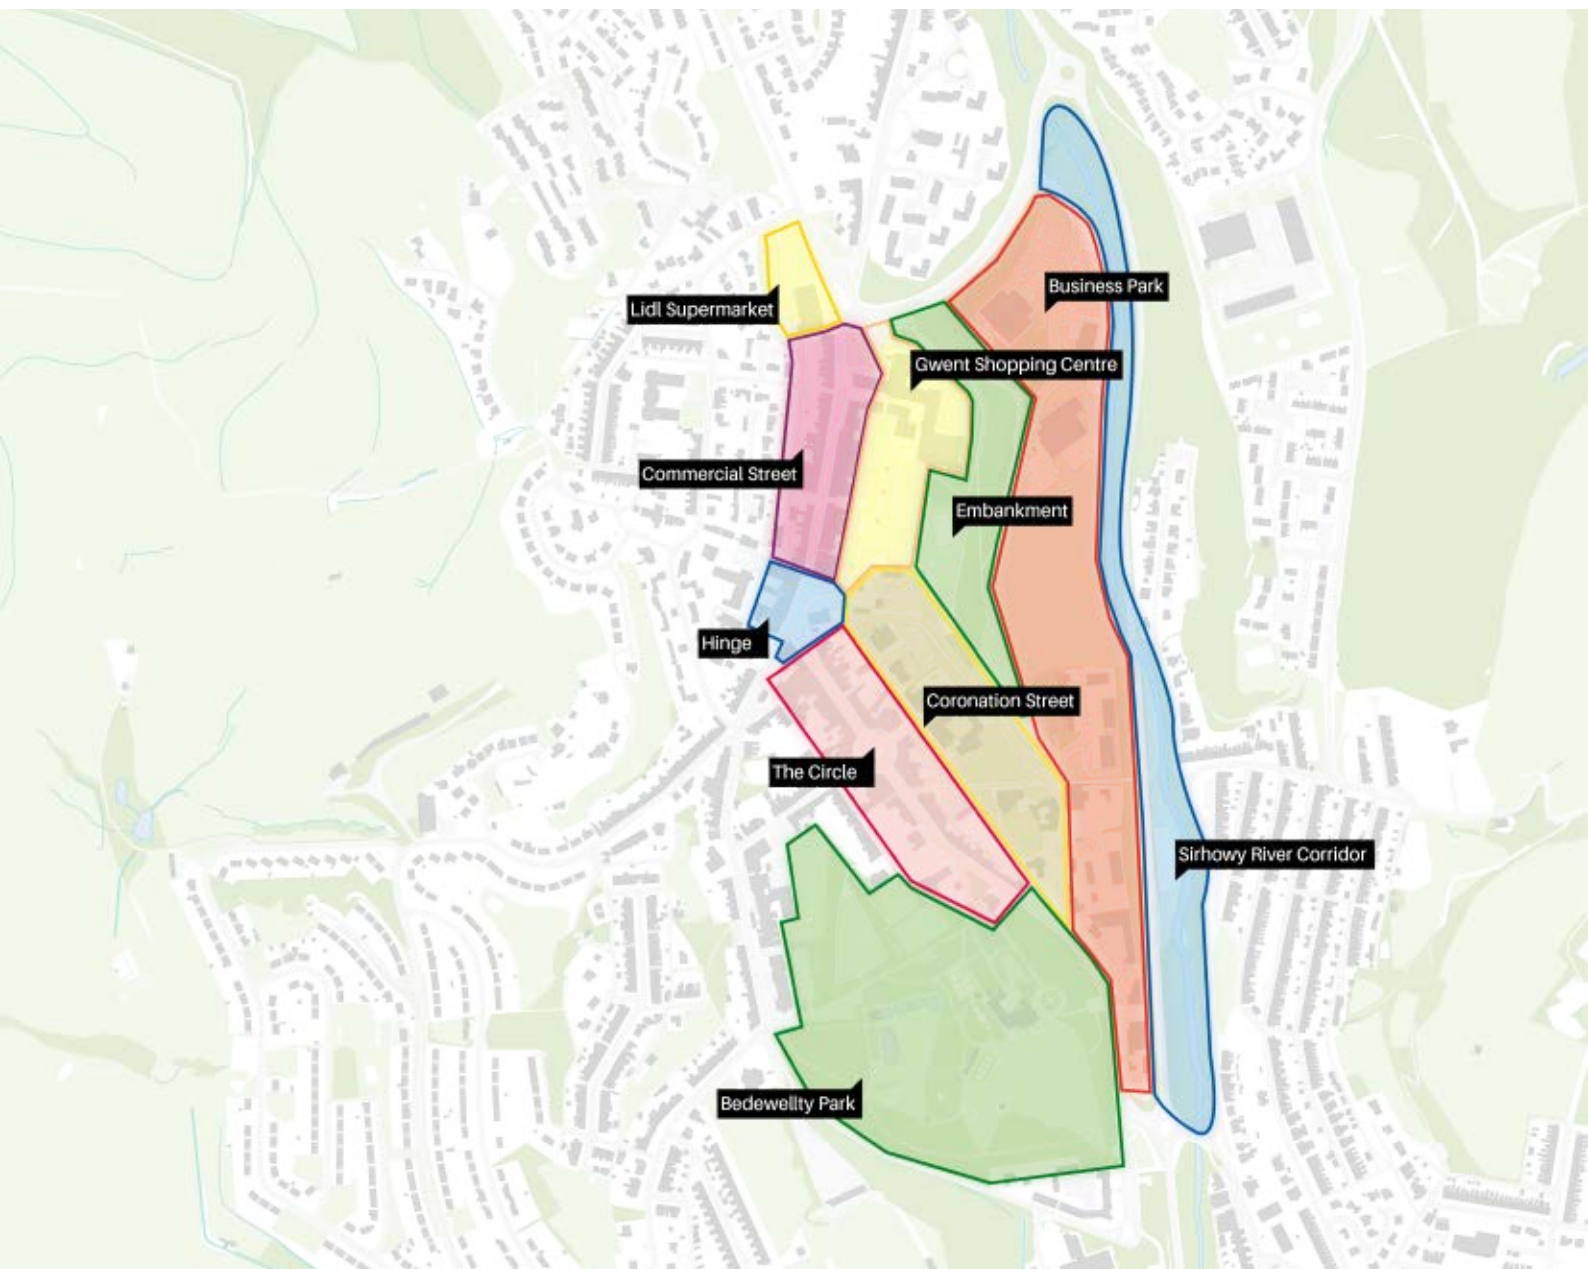 Business Park
Lidl Supermarket
Gwent Shopping Centre
Commercial Street
Embankment
Hinge
Coronation Street
The Circle
Sirhowy River Corridor
Bedewellty Park